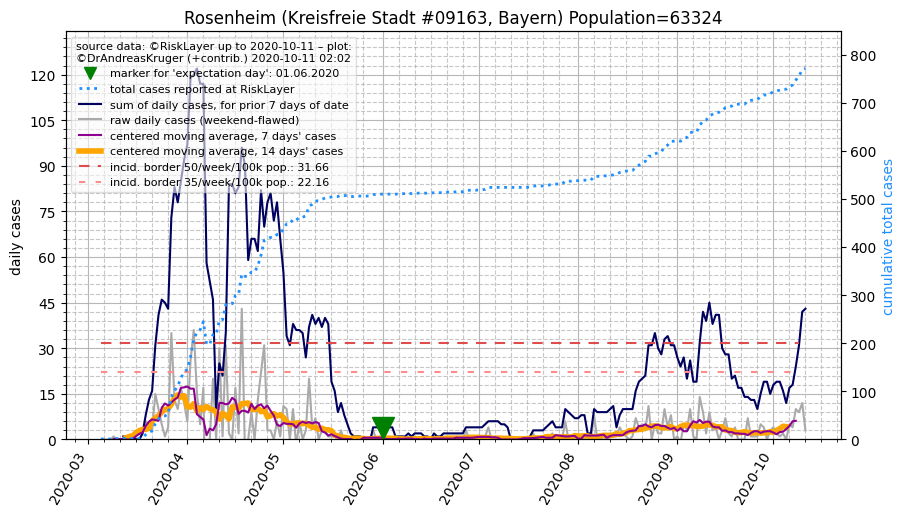 Rosenheim (Kreisfreie Stadt #09163, Bayern) Population=63324
source data: ©RiskLayer up to 2020-10-11 – plot:
©DrAndreasKruger (+contrib.) 2020-10-11 02:02
marker for 'expectation day': 01.06.2020
total cases reported at RiskLayer
sum of daily cases, for prior 7 days of date
raw daily cases (weekend-flawed)
centered moving average, 7 days' cases
centered moving average, 14 days' cases
incid. border 50/week/100k pop.: 31.66
incid. border 35/week/100k pop.: 22.16
daily cases
120
105
90
75
60
45
30
15
0
cumulative total cases
800
700
600
500
400
300
200
100
0
2020-03
2020-04
2020-05
2020-06
2020-07
2020-08
2020-09
2020-10